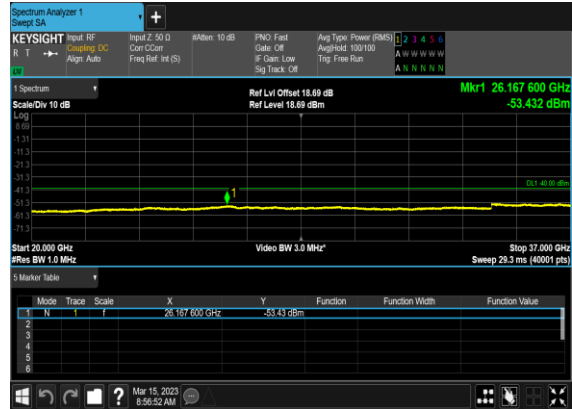 Spectrum Analyzer 1
Swept SA
+
KEYSIGHT
R T
Input: RF
Coupling: DC
Align: Auto
Input Z: 50 Ω
Corr CCorr
Freq Ref: Int (S)
#Atten: 10 dB
PNO: Fast
Gate: Off
IF Gain: Low
Sig Track: Off
Avg Type: Power (RMS)
Avg|Hold: 100/100
Trig: Free Run
1 2 3 4 5 6
A W W W W W
A N N N N N
1 Spectrum
Scale/Div 10 dB
Ref Lvl Offset 18.69 dB
Ref Level 18.69 dBm
Mkr1 26.167 600 GHz
-53.432 dBm
Log
8.69
-1.31
-11.3
-21.3
-31.3
-41.3
-51.3
-61.3
-71.3
DL1 -40.00 dBm
1
Start 20.000 GHz
#Res BW 1.0 MHz
Video BW 3.0 MHz*
Stop 37.000 GHz
Sweep 29.3 ms (40001 pts)
5 Marker Table
Mode Trace Scale X Y Function Function Width Function Value
1 N 1 f 26.167 600 GHz -53.43 dBm
2
3
4
5
6
?
Mar 15, 2023
8:56:52 AM